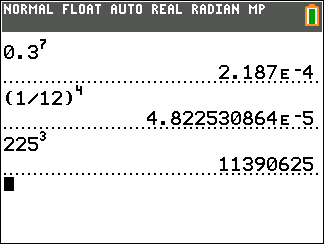 NORMAL FLOAT AUTO REAL RADIAN MP
0.3⁷
2.187ᴇ-4
(1/12)⁴
4.822530864ᴇ-5
225³
11390625